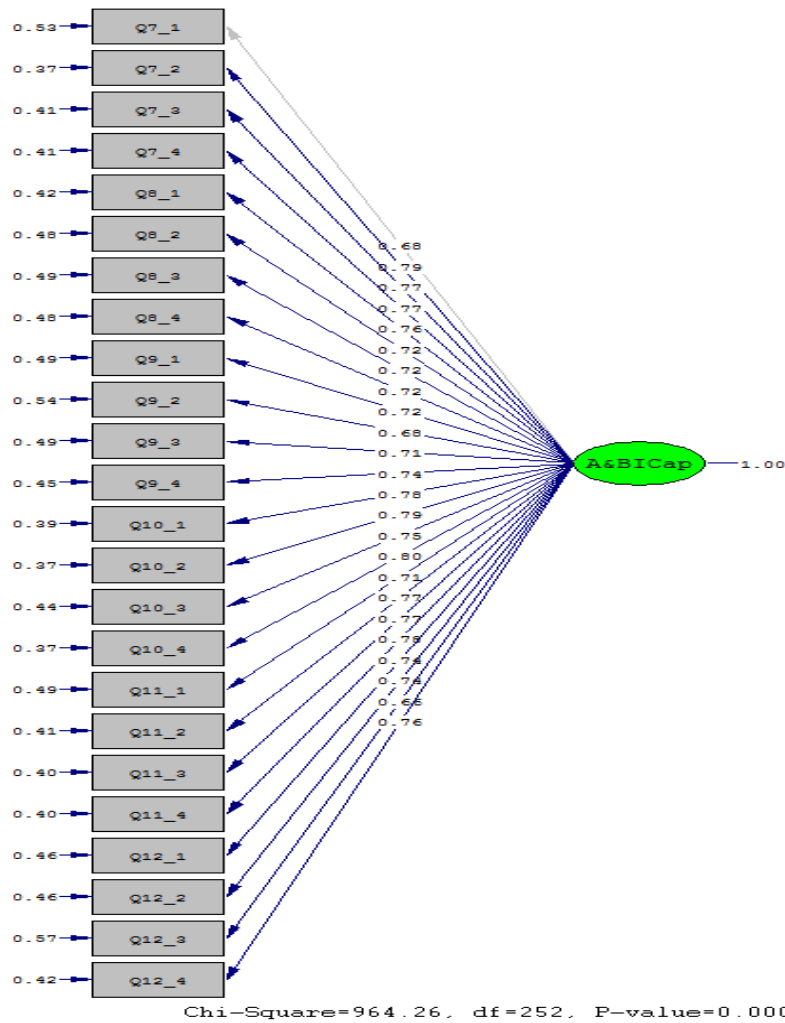 0.53 Q7_1
0.37 Q7_2
0.41 Q7_3
0.41 Q7_4
0.42 Q8_1
0.48 Q8_2
0.49 Q8_3
0.48 Q8_4
0.49 Q9_1
0.54 Q9_2
0.49 Q9_3
0.45 Q9_4
0.39 Q10_1
0.37 Q10_2
0.44 Q10_3
0.37 Q10_4
0.49 Q11_1
0.41 Q11_2
0.40 Q11_3
0.40 Q11_4
0.46 Q12_1
0.46 Q12_2
0.57 Q12_3
0.42 Q12_4
0.68
0.79
0.77
0.77
0.76
0.72
0.72
0.72
0.72
0.68
0.71
0.74
0.78
0.79
0.75
0.80
0.71
0.77
0.77
0.78
0.74
0.74
0.65
0.76
A&BICap 1.00
Chi-Square=964.26, df=252, P-value=0.000